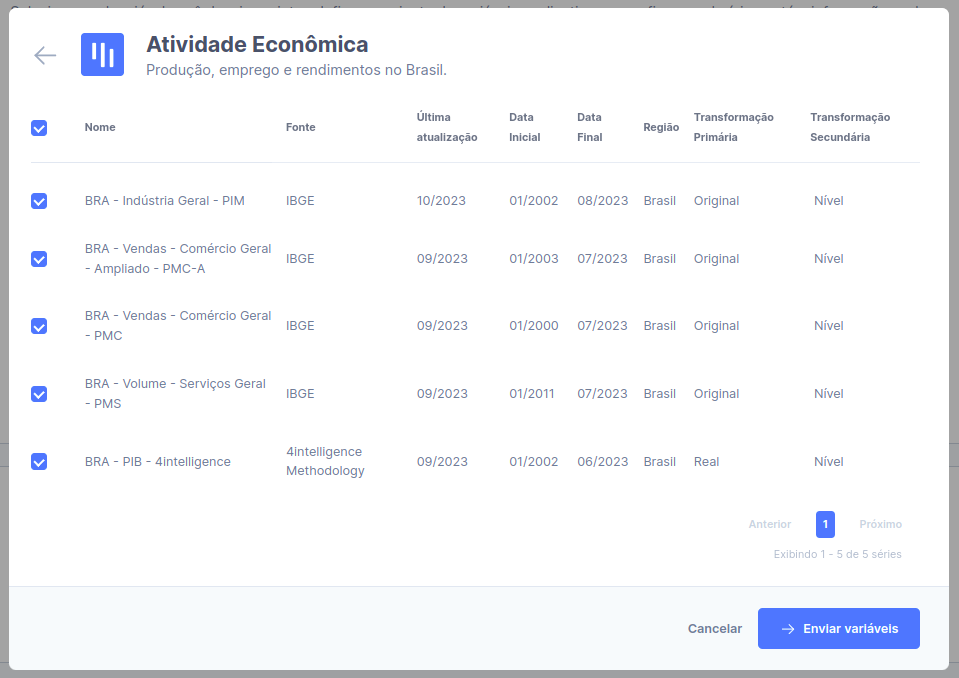 Atividade Econômica
Produção, emprego e rendimentos no Brasil.
Nome Fonte Última atualização Data Inicial Data Final Região Transformação Primária Transformação Secundária
BRA - Indústria Geral - PIM IBGE 10/2023 01/2002 08/2023 Brasil Original Nível
BRA - Vendas - Comércio Geral - Ampliado - PMC-A IBGE 09/2023 01/2003 07/2023 Brasil Original Nível
BRA - Vendas - Comércio Geral - PMC IBGE 09/2023 01/2000 07/2023 Brasil Original Nível
BRA - Volume - Serviços Geral - PMS IBGE 09/2023 01/2011 07/2023 Brasil Original Nível
BRA - PIB - 4intelligence 4intelligence Methodology 09/2023 01/2002 06/2023 Brasil Real Nível
Anterior 1 Próximo
Exibindo 1 - 5 de 5 séries
Cancelar Enviar variáveis